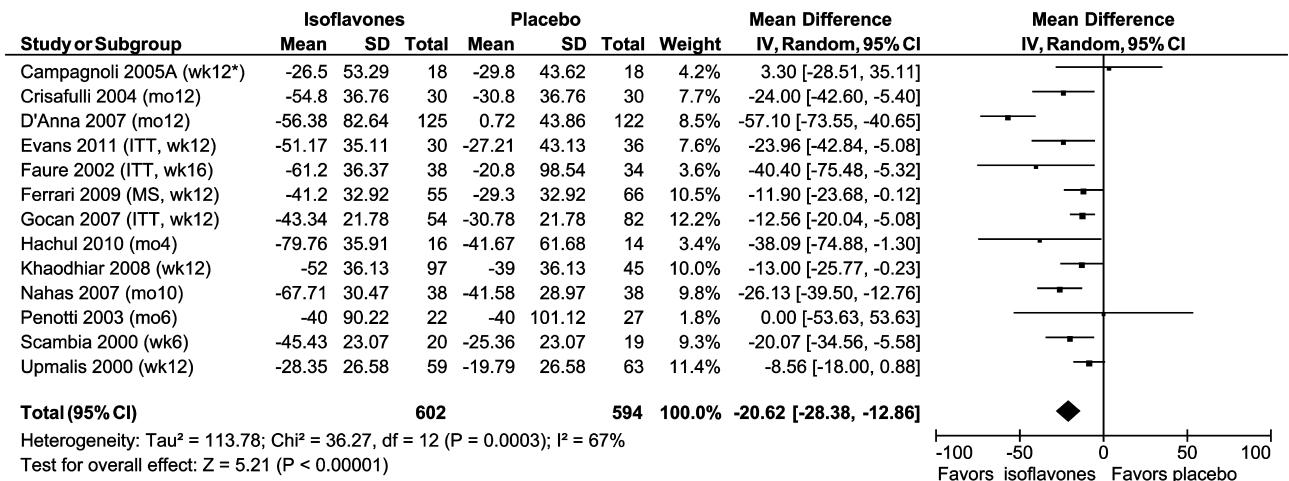 Isoflavones Placebo Mean Difference Mean Difference
Study or Subgroup Mean SD Total Mean SD Total Weight IV, Random, 95% CI IV, Random, 95% CI
Campagnoli 2005A (wk12*) -26.5 53.29 18 -29.8 43.62 18 4.2% 3.30 [-28.51, 35.11]
Crisafulli 2004 (mo12) -54.8 36.76 30 -30.8 36.76 30 7.7% -24.00 [-42.60, -5.40]
D'Anna 2007 (mo12) -56.38 82.64 125 0.72 43.86 122 8.5% -57.10 [-73.55, -40.65]
Evans 2011 (ITT, wk12) -51.17 35.11 30 -27.21 43.13 36 7.6% -23.96 [-42.84, -5.08]
Faure 2002 (ITT, wk16) -61.2 36.37 38 -20.8 98.54 34 3.6% -40.40 [-75.48, -5.32]
Ferrari 2009 (MS, wk12) -41.2 32.92 55 -29.3 32.92 66 10.5% -11.90 [-23.68, -0.12]
Gocan 2007 (ITT, wk12) -43.34 21.78 54 -30.78 21.78 82 12.2% -12.56 [-20.04, -5.08]
Hachul 2010 (mo4) -79.76 35.91 16 -41.67 61.68 14 3.4% -38.09 [-74.88, -1.30]
Khaodhiar 2008 (wk12) -52 36.13 97 -39 36.13 45 10.0% -13.00 [-25.77, -0.23]
Nahas 2007 (mo10) -67.71 30.47 38 -41.58 28.97 38 9.8% -26.13 [-39.50, -12.76]
Penotti 2003 (mo6) -40 90.22 22 -40 101.12 27 1.8% 0.00 [-53.63, 53.63]
Scambia 2000 (wk6) -45.43 23.07 20 -25.36 23.07 19 9.3% -20.07 [-34.56, -5.58]
Upmalis 2000 (wk12) -28.35 26.58 59 -19.79 26.58 63 11.4% -8.56 [-18.00, 0.88]
Total (95% CI) 602 594 100.0% -20.62 [-28.38, -12.86]
Heterogeneity: Tau² = 113.78; Chi² = 36.27, df = 12 (P = 0.0003); I² = 67%
Test for overall effect: Z = 5.21 (P < 0.00001)
-100 -50 0 50 100
Favors isoflavones Favors placebo